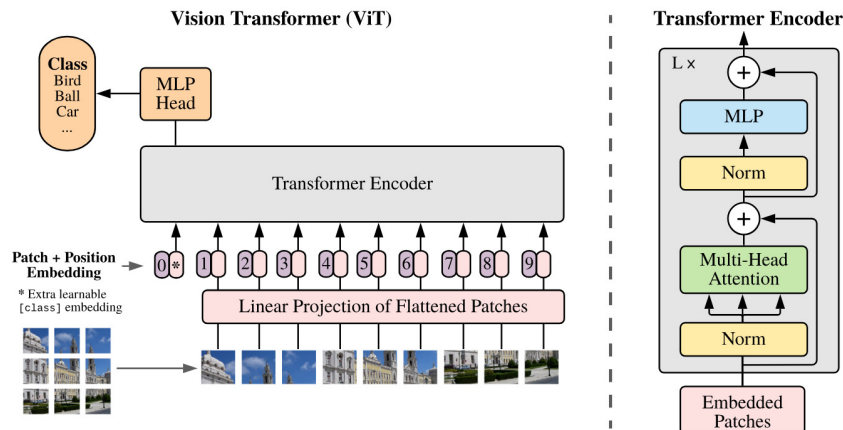 Vision Transformer (ViT)
Class
Bird
Ball
Car
...
MLP
Head
Transformer Encoder
Patch + Position
Embedding
0 * 1 2 3 4 5 6 7 8 9
* Extra learnable
[class] embedding
Linear Projection of Flattened Patches
Transformer Encoder
L ×
+
MLP
Norm
+
Multi-Head
Attention
Norm
Embedded
Patches